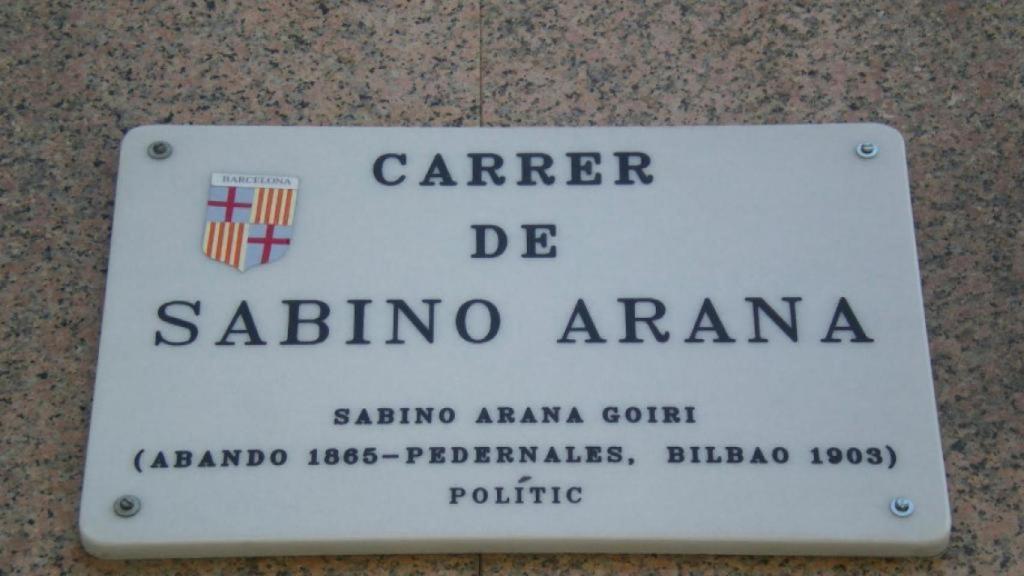 BARCELONA
CARRER
DE
SABINO ARANA
SABINO ARANA GOIRI
(ABANDO 1865-PEDERNALES, BILBAO 1903)
POLÍTIC